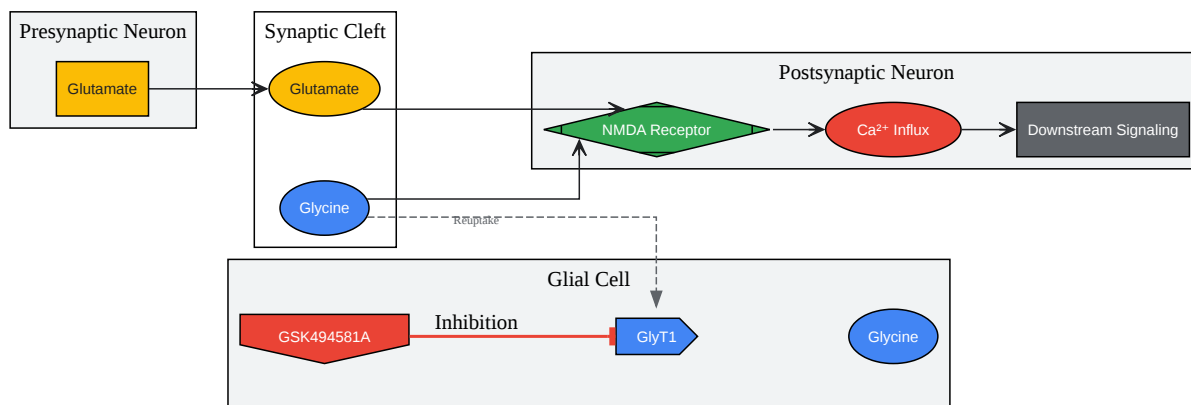 Presynaptic Neuron
Glutamate
Synaptic Cleft
Glutamate
Glycine
Postsynaptic Neuron
NMDA Receptor
Ca²⁺ Influx
Downstream Signaling
Reuptake
Glial Cell
GSK494581A
Inhibition
GlyT1
Glycine